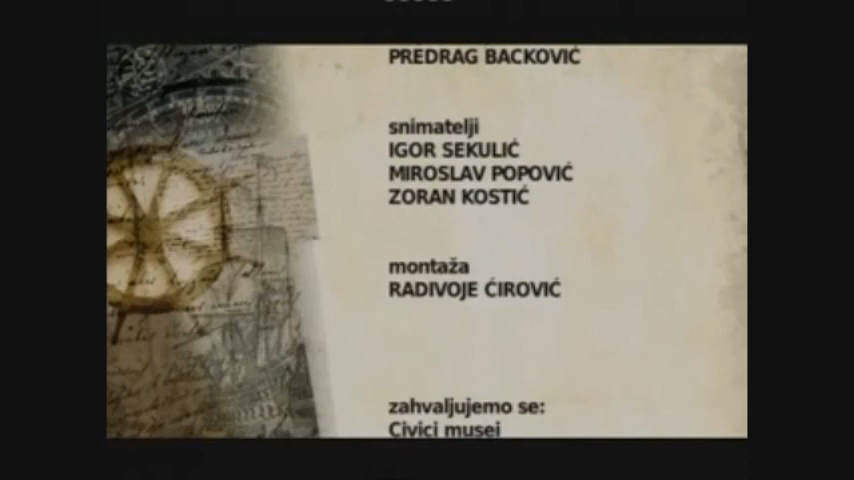 PREDRAG BACKOVIĆ
snimatelji
IGOR SEKULIĆ
MIROSLAV POPOVIĆ
ZORAN KOSTIĆ
montaža
RADIVOJE ĆIROVIĆ
zahvaljujemo se:
Civici musei